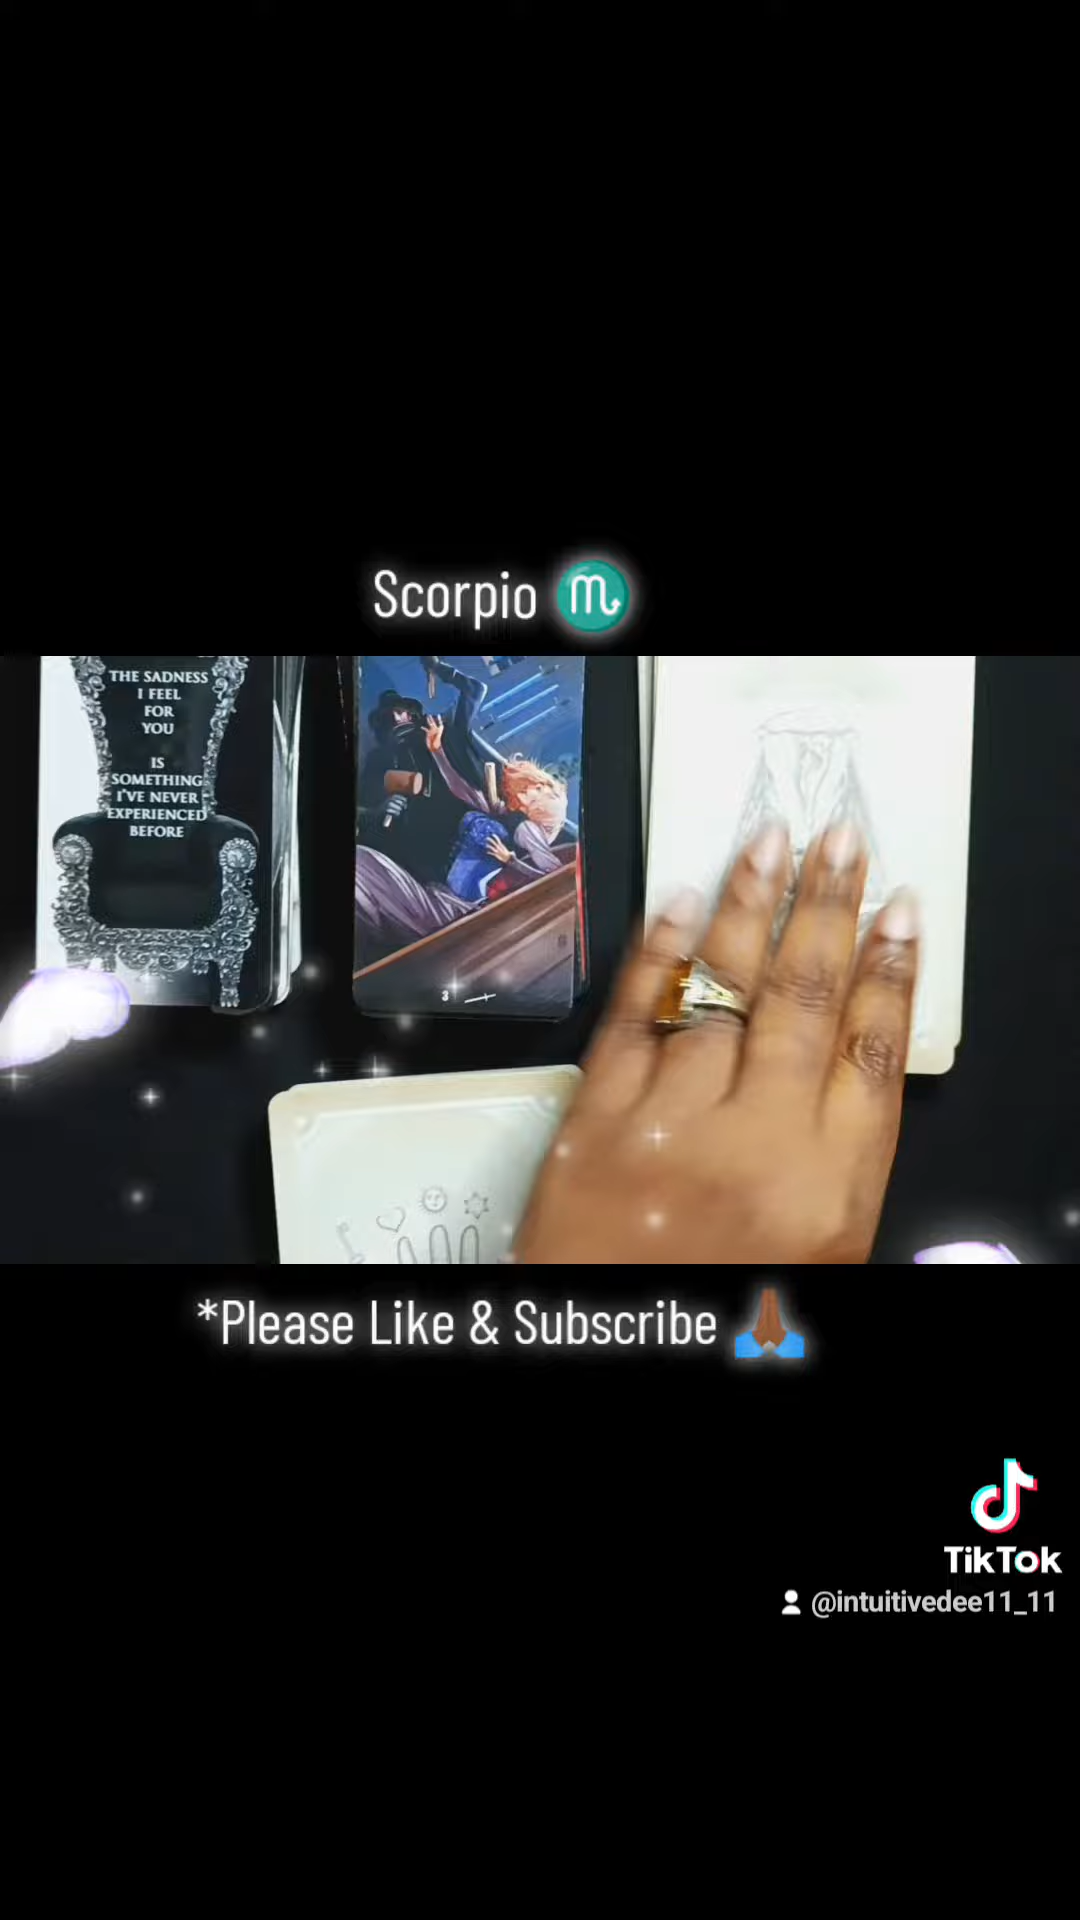 Scorpio ♏
THE SADNESS
I FEEL
FOR
YOU
IS
SOMETHING
I'VE NEVER
EXPERIENCED
BEFORE
3
*Please Like & Subscribe 🙏🏾
TikTok
@intuitivedee11_11